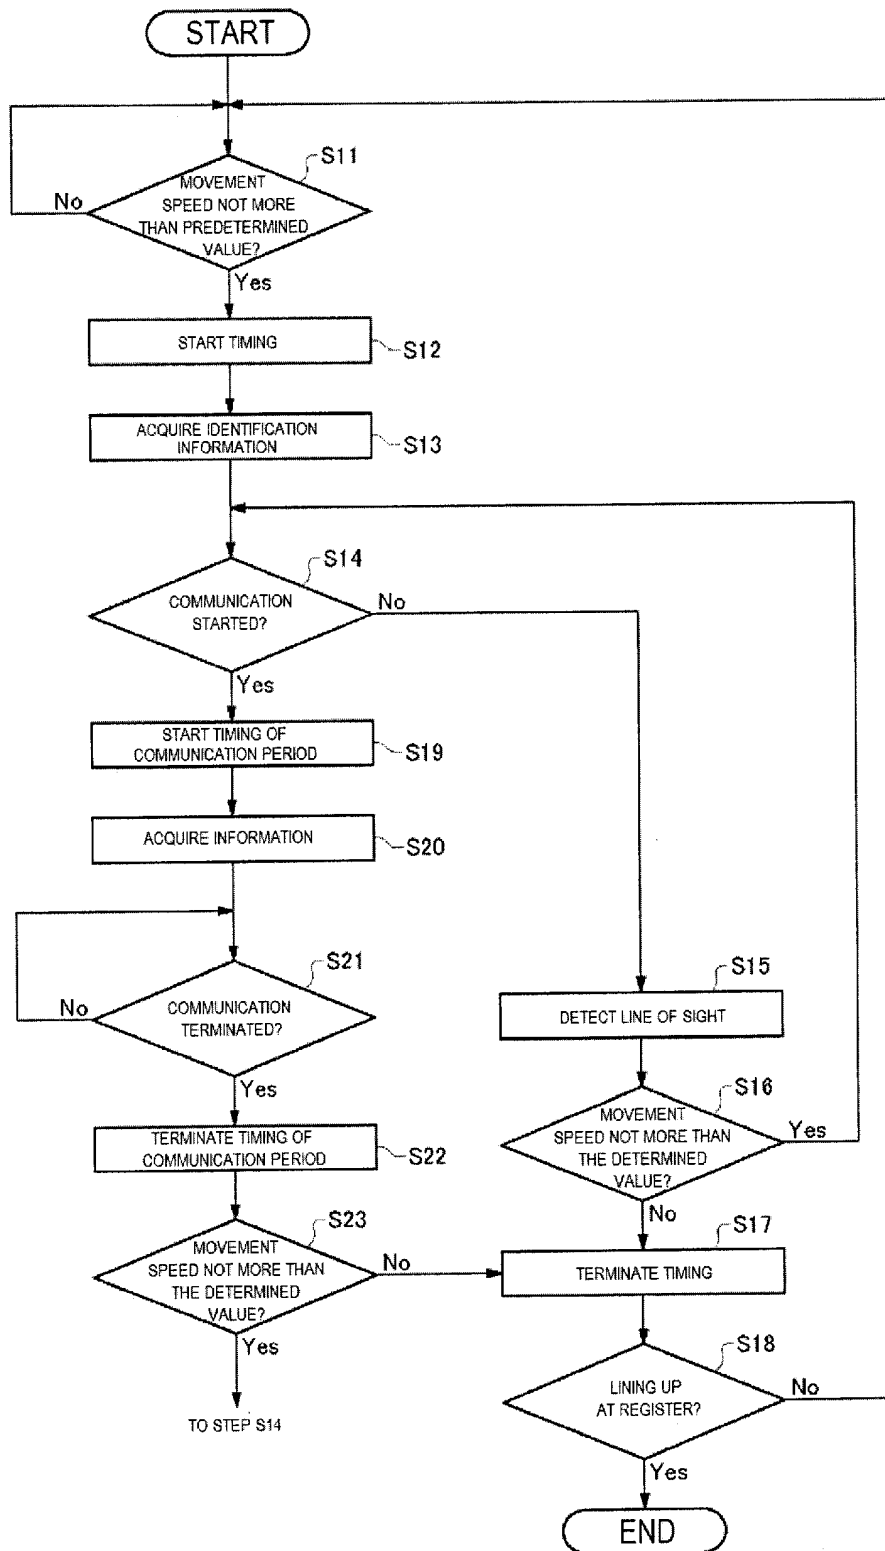 START
S11
MOVEMENT
SPEED NOT MORE
THAN PREDETERMINED
VALUE?
No
Yes
START TIMING
S12
ACQUIRE IDENTIFICATION
INFORMATION
S13
S14
COMMUNICATION
STARTED?
No
Yes
START TIMING OF
COMMUNICATION PERIOD
S19
ACQUIRE INFORMATION
S20
S21
COMMUNICATION
TERMINATED?
No
Yes
TERMINATE TIMING OF
COMMUNICATION PERIOD
S22
S23
MOVEMENT
SPEED NOT MORE THAN
THE DETERMINED
VALUE?
No
Yes
TO STEP S14
S15
DETECT LINE OF SIGHT
S16
MOVEMENT
SPEED NOT MORE THAN
THE DETERMINED
VALUE?
Yes
No
S17
TERMINATE TIMING
S18
LINING UP
AT REGISTER?
No
Yes
END